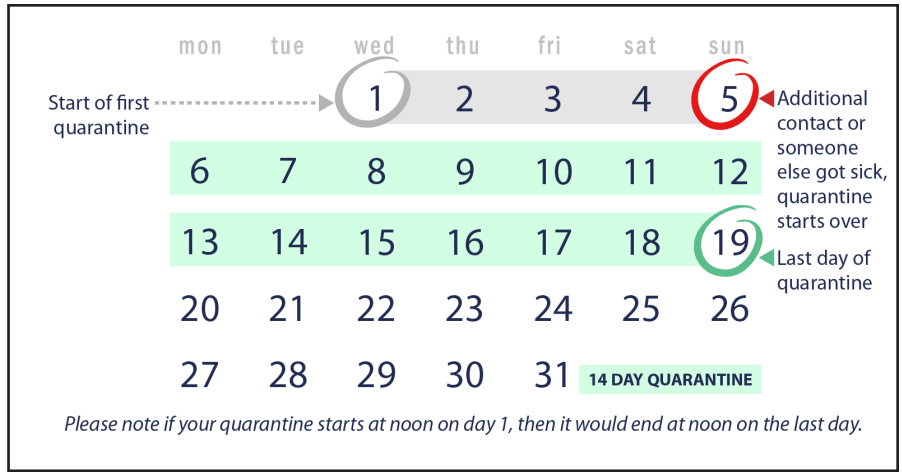 mon tue wed thu fri sat sun
Start of first
quarantine
1 2 3 4 5
Additional
contact or
someone
else got sick,
quarantine
starts over
6 7 8 9 10 11 12
13 14 15 16 17 18 19
Last day of
quarantine
20 21 22 23 24 25 26
27 28 29 30 31
14 DAY QUARANTINE
Please note if your quarantine starts at noon on day 1, then it would end at noon on the last day.